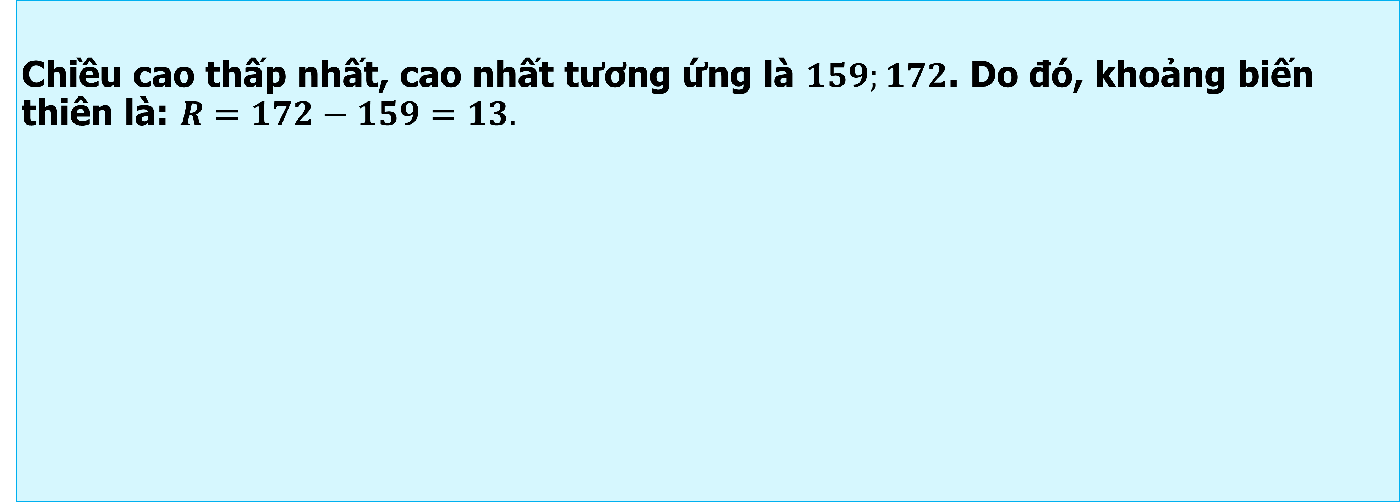 Chiều cao thấp nhất, cao nhất tương ứng là 159; 172. Do đó, khoảng biến
thiên là: R = 172 − 159 = 13.